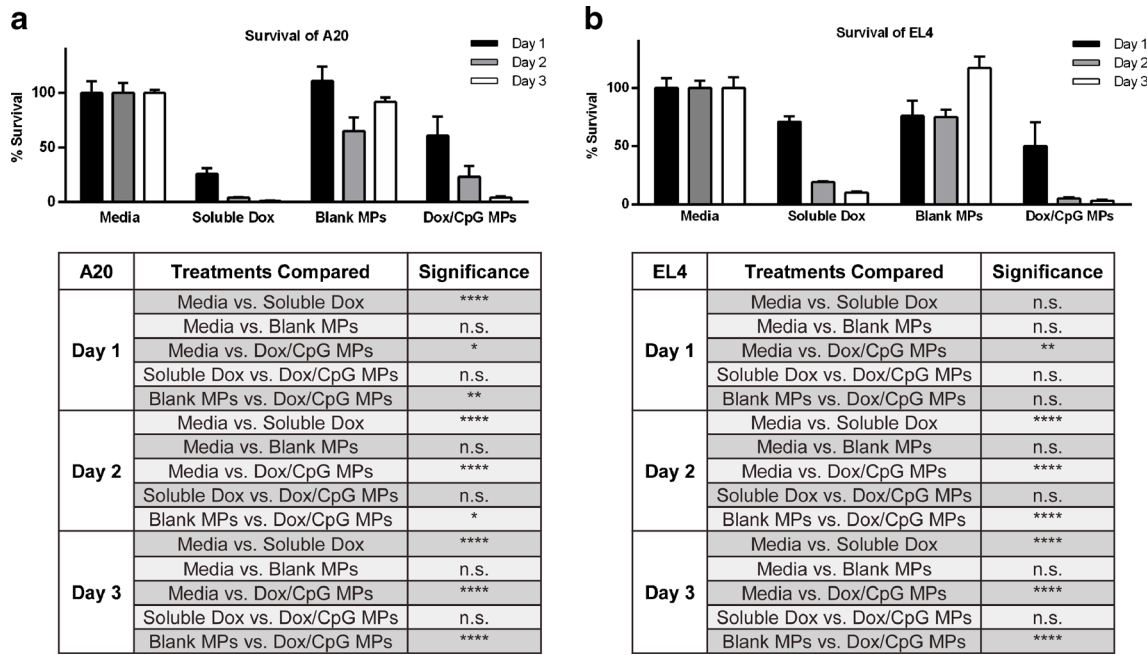 a
Survival of A20
Day 1
Day 2
Day 3
% Survival
100
50
0
Media
Soluble Dox
Blank MPs
Dox/CpG MPs
A20 Treatments Compared Significance
Day 1
Media vs. Soluble Dox ****
Media vs. Blank MPs n.s.
Media vs. Dox/CpG MPs *
Soluble Dox vs. Dox/CpG MPs n.s.
Blank MPs vs. Dox/CpG MPs **
Day 2
Media vs. Soluble Dox ****
Media vs. Blank MPs n.s.
Media vs. Dox/CpG MPs ****
Soluble Dox vs. Dox/CpG MPs n.s.
Blank MPs vs. Dox/CpG MPs *
Day 3
Media vs. Soluble Dox ****
Media vs. Blank MPs n.s.
Media vs. Dox/CpG MPs ****
Soluble Dox vs. Dox/CpG MPs n.s.
Blank MPs vs. Dox/CpG MPs ****
b
Survival of EL4
Day 1
Day 2
Day 3
% Survival
100
50
0
Media
Soluble Dox
Blank MPs
Dox/CpG MPs
EL4 Treatments Compared Significance
Day 1
Media vs. Soluble Dox n.s.
Media vs. Blank MPs n.s.
Media vs. Dox/CpG MPs **
Soluble Dox vs. Dox/CpG MPs n.s.
Blank MPs vs. Dox/CpG MPs n.s.
Day 2
Media vs. Soluble Dox ****
Media vs. Blank MPs n.s.
Media vs. Dox/CpG MPs ****
Soluble Dox vs. Dox/CpG MPs n.s.
Blank MPs vs. Dox/CpG MPs ****
Day 3
Media vs. Soluble Dox ****
Media vs. Blank MPs n.s.
Media vs. Dox/CpG MPs ****
Soluble Dox vs. Dox/CpG MPs n.s.
Blank MPs vs. Dox/CpG MPs ****